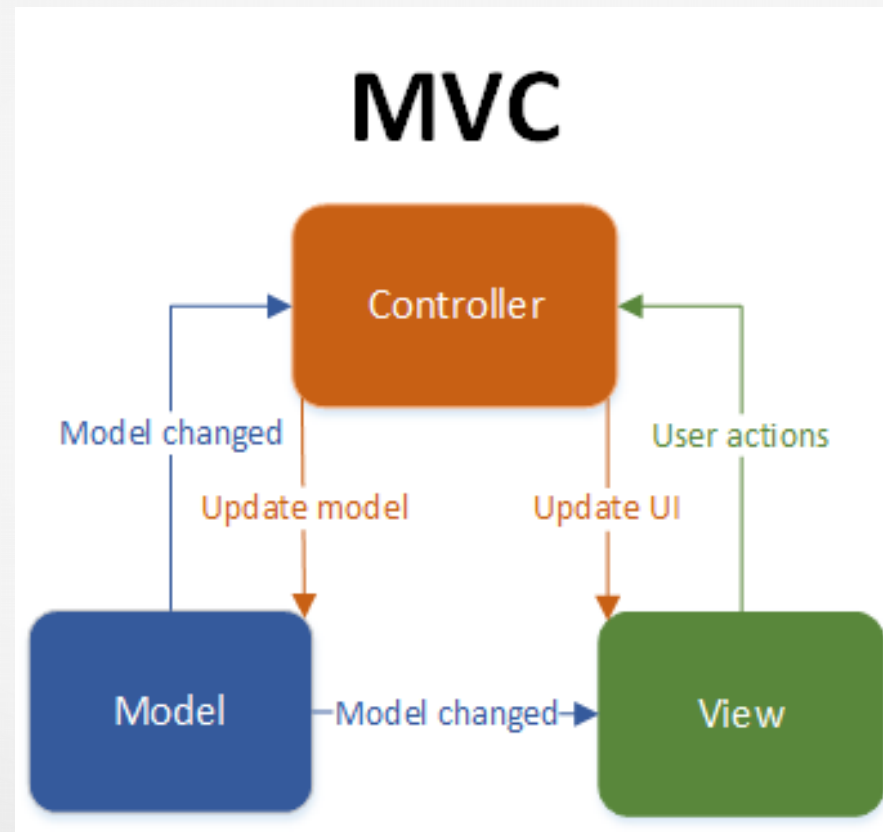 MVC
Controller
Model changed
User actions
Update model
Update UI
Model
Model changed
View